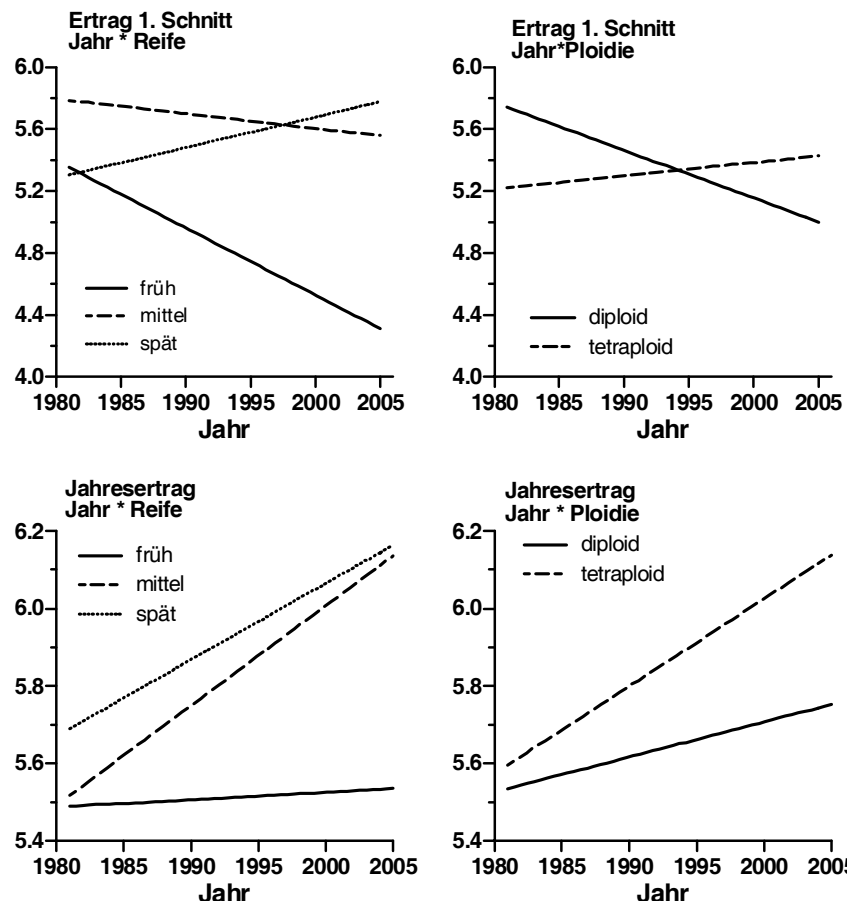 Ertrag 1. Schnitt
Jahr * Reife
6.0
5.6
5.2
4.8
4.4
4.0
früh
mittel
spät
1980 1985 1990 1995 2000 2005
Jahr
Ertrag 1. Schnitt
Jahr*Ploidie
6.0
5.6
5.2
4.8
4.4
4.0
diploid
tetraploid
1980 1985 1990 1995 2000 2005
Jahr
Jahresertrag
Jahr * Reife
6.2
6.0
5.8
5.6
5.4
früh
mittel
spät
1980 1985 1990 1995 2000 2005
Jahr
Jahresertrag
Jahr * Ploidie
6.2
6.0
5.8
5.6
5.4
diploid
tetraploid
1980 1985 1990 1995 2000 2005
Jahr